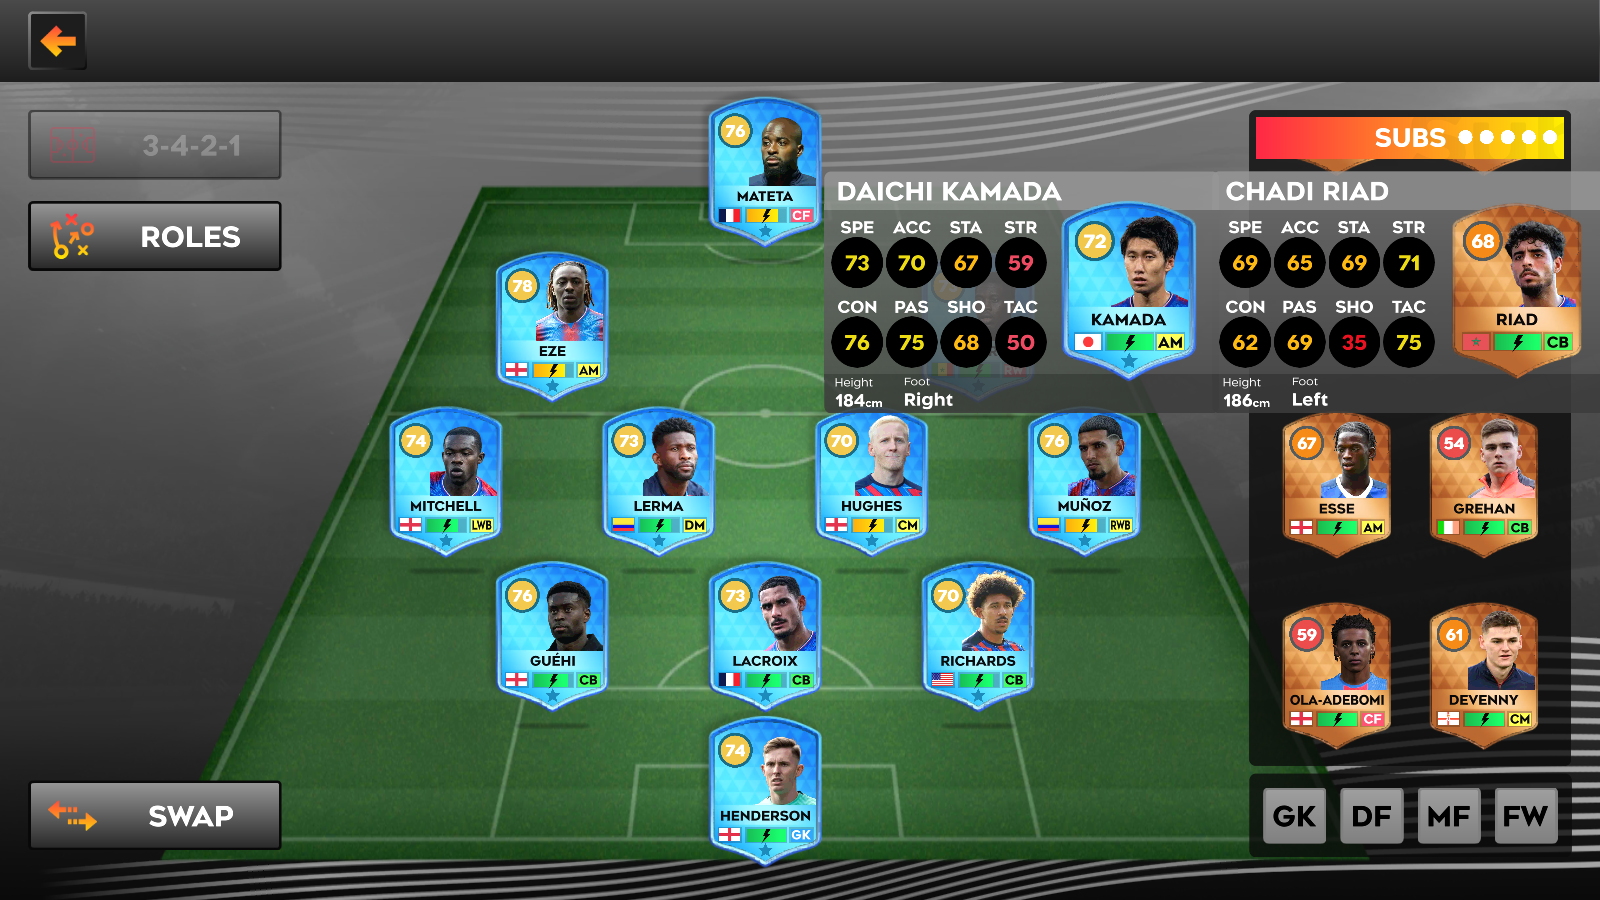 3-4-2-1
ROLES
SWAP
76
MATETA
CF
78
EZE
AM
74
MITCHELL
LWB
73
LERMA
DM
70
HUGHES
CM
76
MUÑOZ
RWB
76
GUÉHI
CB
73
LACROIX
CB
70
RICHARDS
CB
74
HENDERSON
GK
SUBS
DAICHI KAMADA
SPE ACC STA STR
73 70 67 59
CON PAS SHO TAC
76 75 68 50
Height Foot
184cm Right
72
KAMADA
AM
RW
CHADI RIAD
SPE ACC STA STR
69 65 69 71
CON PAS SHO TAC
62 69 35 75
Height Foot
186cm Left
68
RIAD
CB
67
ESSE
AM
54
GREHAN
CB
59
OLA-ADEBOMI
CF
61
DEVENNY
CM
GK DF MF FW